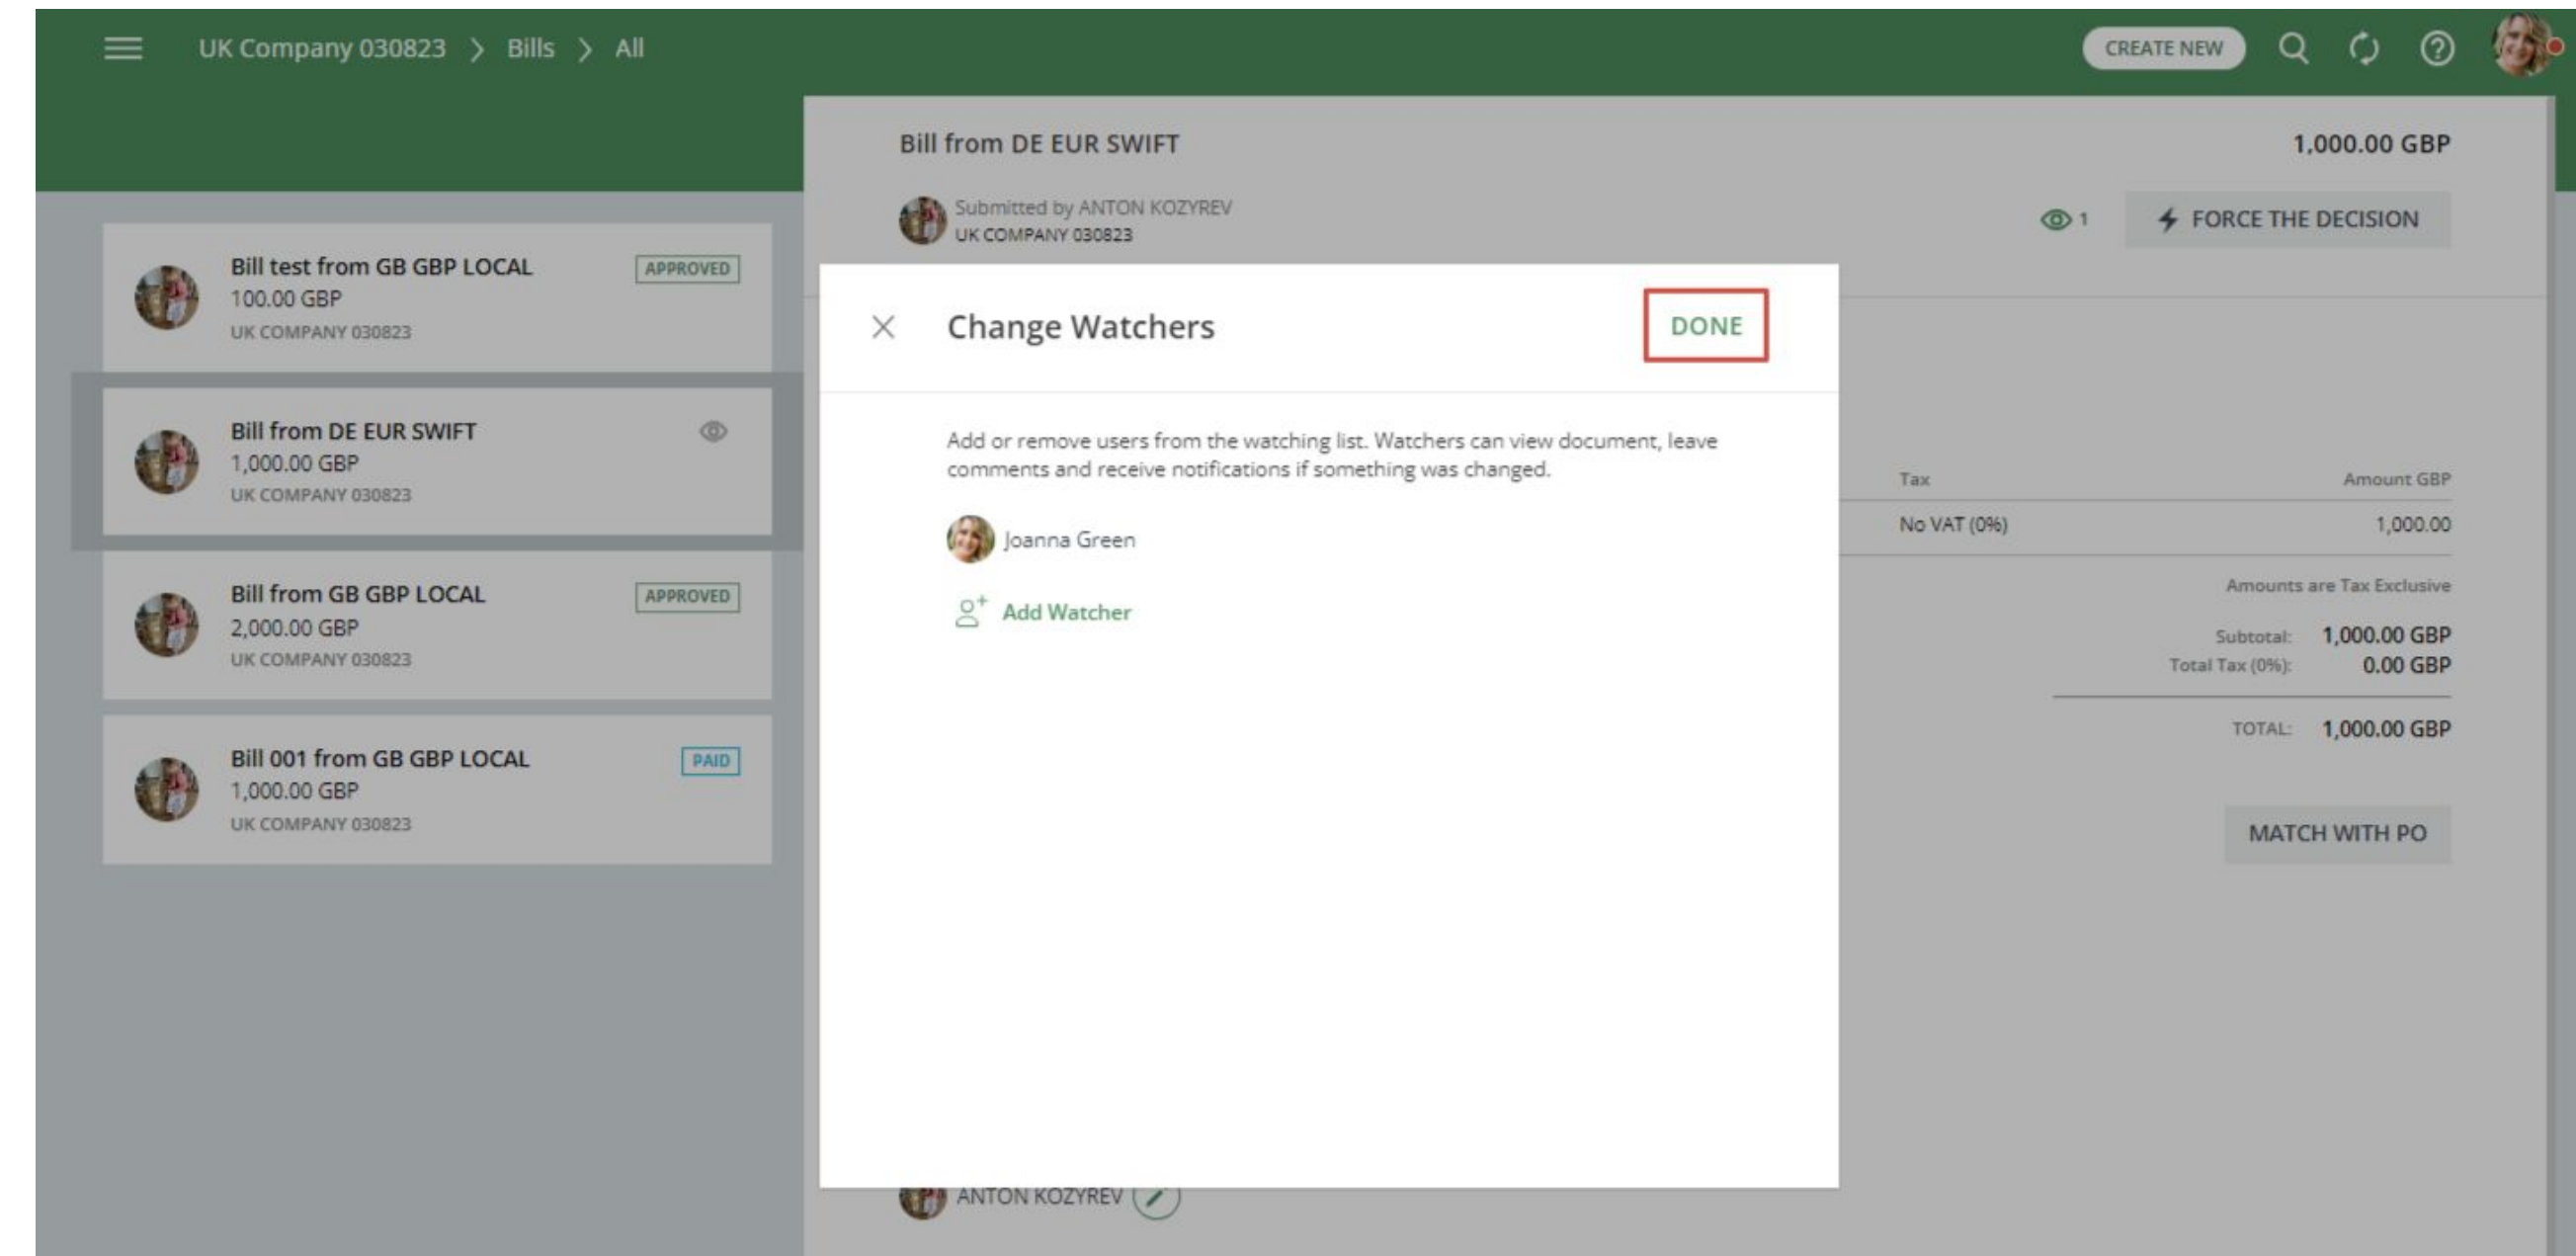 UK Company 030823 > Bills > All
CREATE NEW
Bill test from GB GBP LOCAL
APPROVED
100.00 GBP
UK COMPANY 030823
Bill from DE EUR SWIFT
1,000.00 GBP
UK COMPANY 030823
Bill from GB GBP LOCAL
APPROVED
2,000.00 GBP
UK COMPANY 030823
Bill 001 from GB GBP LOCAL
PAID
1,000.00 GBP
UK COMPANY 030823
Bill from DE EUR SWIFT
1,000.00 GBP
Submitted by ANTON KOZYREV
UK COMPANY 030823
1
FORCE THE DECISION
Change Watchers
DONE
Add or remove users from the watching list. Watchers can view document, leave
comments and receive notifications if something was changed.
Joanna Green
Add Watcher
Tax
Amount GBP
No VAT (0%)
1,000.00
Amounts are Tax Exclusive
Subtotal: 1,000.00 GBP
Total Tax (0%): 0.00 GBP
TOTAL: 1,000.00 GBP
MATCH WITH PO
ANTON KOZYREV